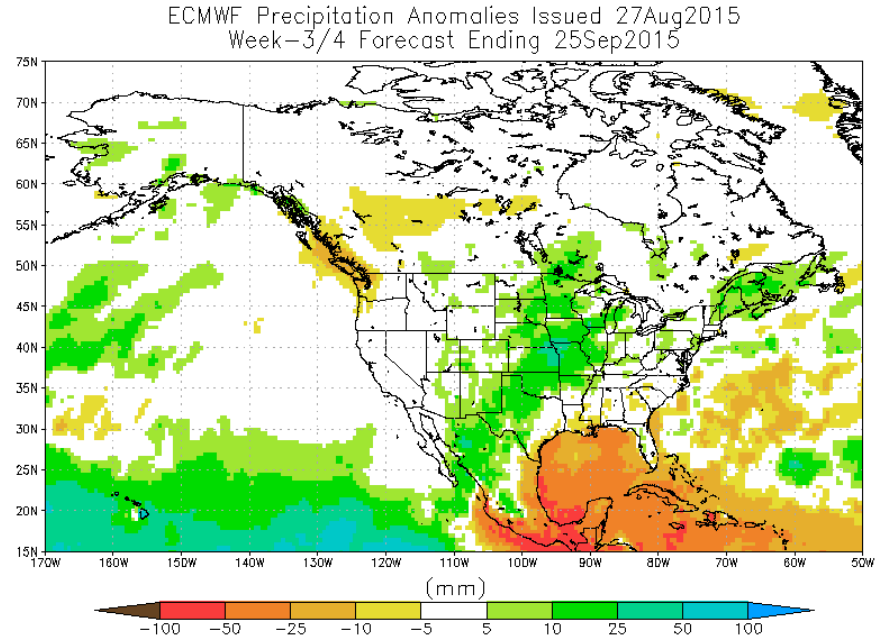 ECMWF Precipitation Anomalies Issued 27Aug2015
Week-3/4 Forecast Ending 25Sep2015
75N
70N
65N
60N
55N
50N
45N
40N
35N
30N
25N
20N
15N
170W 160W 150W 140W 130W 120W 110W 100W 90W 80W 70W 60W 50W
(mm)
-100 -50 -25 -10 -5 5 10 25 50 100